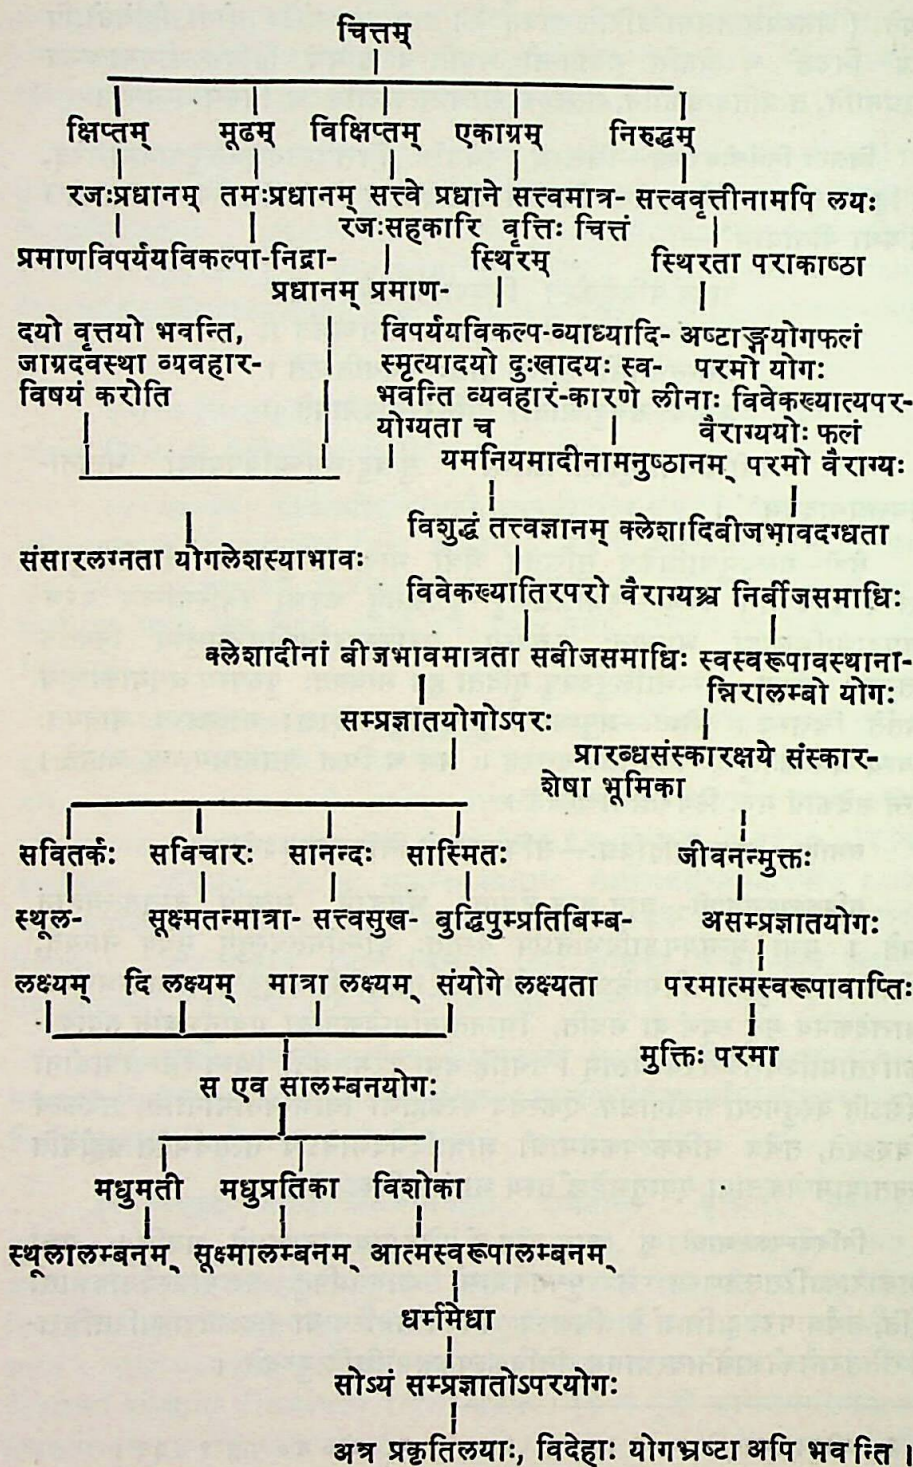 चित्तम्
क्षिप्तम् मूढम् विक्षिप्तम् एकाग्रम् निरुद्धम्
रजःप्रधानम् तमःप्रधानम् सत्त्वे प्रधाने सत्त्वमात्र- सत्त्ववृत्तीनामपि लयः
रजःसहकारि वृत्तिः चित्तं
प्रमाणविपर्ययविकल्पा-निद्रा- स्थिरम् स्थिरता पराकाष्ठा
प्रधानम् प्रमाण-
दयो वृत्तयो भवन्ति, विपर्ययविकल्प-व्याध्यादि- अष्टाङ्गयोगफलं
जाग्रदवस्था व्यवहार- स्मृत्यादयो दुःखादयः स्व- परमो योगः
विषयं करोति भवन्ति व्यवहारं-कारणे लीनाः विवेकख्यात्यपर-
योग्यता च वैराग्ययोः फलं
यमनियमादीनामनुष्ठानम् परमो वैराग्यः
विशुद्धं तत्त्वज्ञानम् क्लेशादिबीजभावदग्धता
संसारलग्नता योगलेशस्याभावः
विवेकख्यातिरपरो वैराग्यश्च निर्बीजसमाधिः
क्लेशादीनां बीजभावमात्रता सबीजसमाधिः स्वस्वरूपावस्थाना-
न्निरालम्बो योगः
सम्प्रज्ञातयोगोऽपरः
प्रारब्धसंस्कारक्षये संस्कार-
शेषा भूमिका
सवितर्कः सविचारः सानन्दः सास्मितः जीवनन्मुक्तः
स्थूल- सूक्ष्मतन्मात्रा- सत्त्वसुख- बुद्धिपुम्प्रतिबिम्ब- असम्प्रज्ञातयोगः
लक्ष्यम् दि लक्ष्यम् मात्रा लक्ष्यम् संयोगे लक्ष्यता परमात्मस्वरूपावाप्तिः
मुक्तिः परमा
स एव सालम्बनयोगः
मधुमती मधुप्रतिका विशोका
स्थूलालम्बनम् सूक्ष्मालम्बनम् आत्मस्वरूपालम्बनम्
धर्ममेधा
सोऽयं सम्प्रज्ञातोऽपरयोगः
अत्र प्रकृतिलयाः, विदेहाः योगभ्रष्टा अपि भवन्ति ।